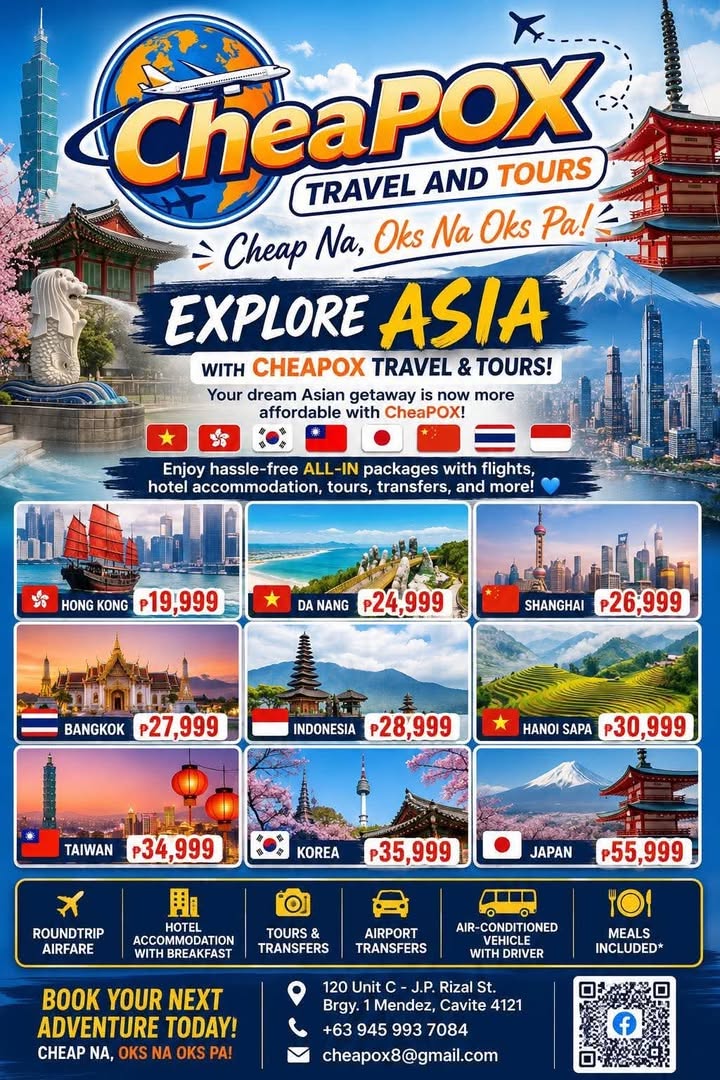 CheaPOX
TRAVEL AND TOURS
Cheap Na, Oks Na Oks Pa!
EXPLORE ASIA
WITH CHEAPOX TRAVEL & TOURS!
Your dream Asian getaway is now more
affordable with CheaPOX!
Enjoy hassle-free ALL-IN packages with flights,
hotel accommodation, tours, transfers, and more!
HONG KONG ₱19,999
DA NANG ₱24,999
SHANGHAI ₱26,999
BANGKOK ₱27,999
INDONESIA ₱28,999
HANOI SAPA ₱30,999
TAIWAN ₱34,999
KOREA ₱35,999
JAPAN ₱55,999
ROUNDTRIP
AIRFARE
HOTEL
ACCOMMODATION
WITH BREAKFAST
TOURS &
TRANSFERS
AIRPORT
TRANSFERS
AIR-CONDITIONED
VEHICLE
WITH DRIVER
MEALS
INCLUDED*
BOOK YOUR NEXT
ADVENTURE TODAY!
CHEAP NA, OKS NA OKS PA!
120 Unit C - J.P. Rizal St.
Brgy. 1 Mendez, Cavite 4121
+63 945 993 7084
cheapox8@gmail.com